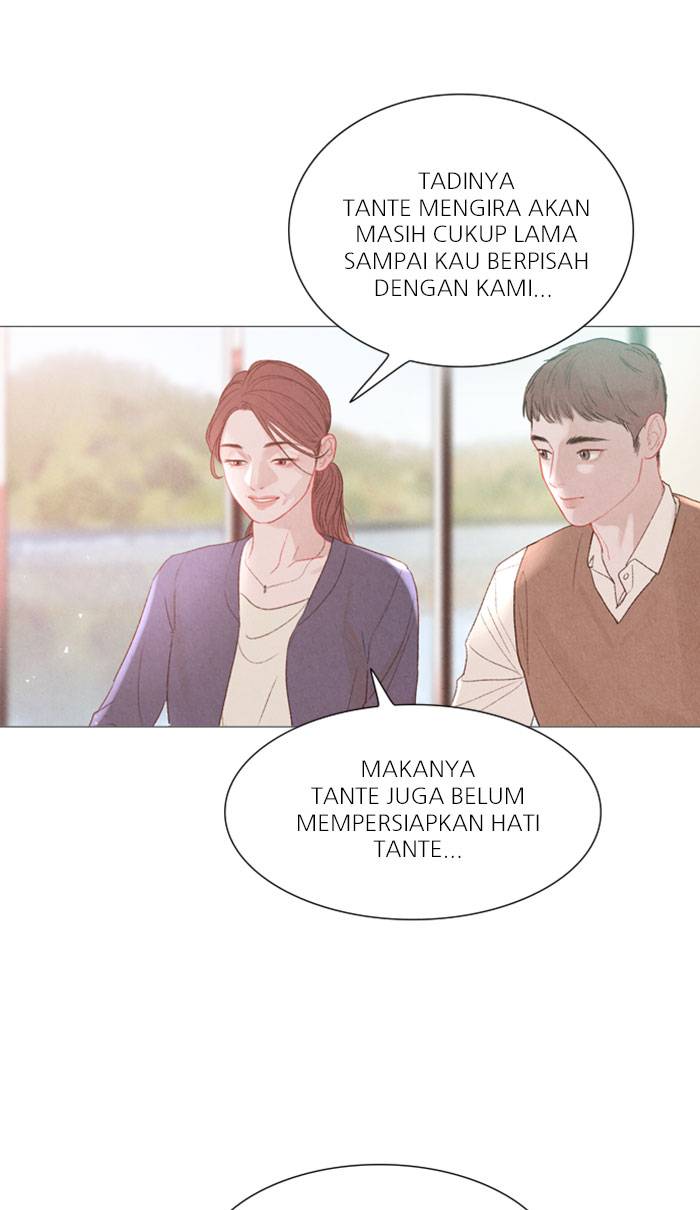 TADINYA
TANTE MENGIRA AKAN
MASIH CUKUP LAMA
SAMPAI KAU BERPISAH
DENGAN KAMI...
MAKANYA
TANTE JUGA BELUM
MEMPERSIAPKAN HATI
TANTE...